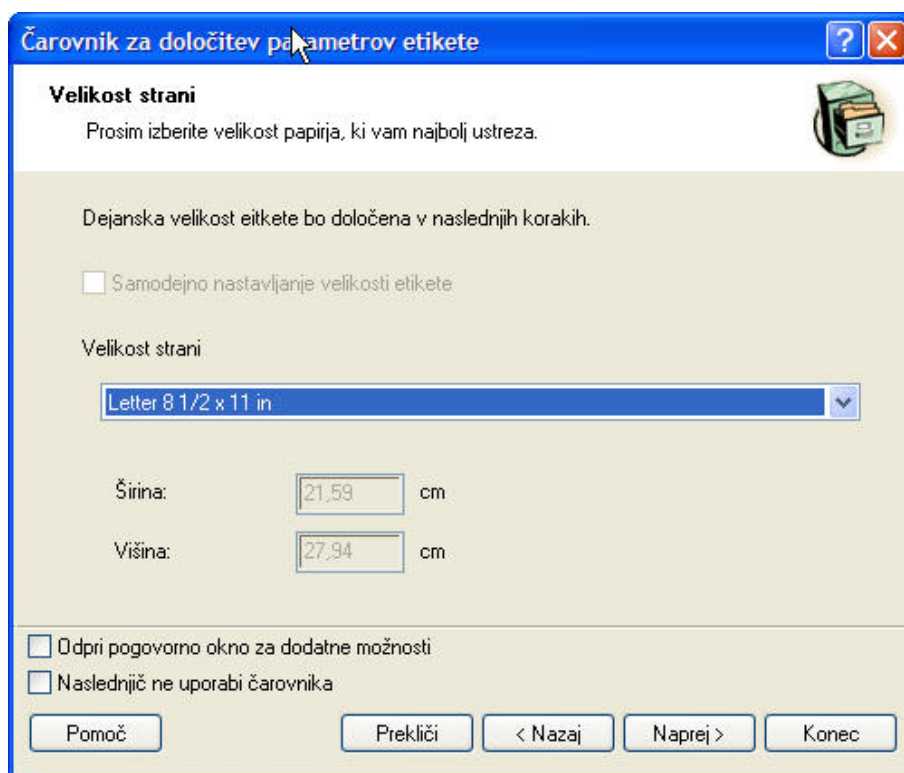 Čarovnik za določitev parametrov etikete
Velikost strani
Prosim izberite velikost papirja, ki vam najbolj ustreza.
Dejanska velikost eitkete bo določena v naslednjih korakih.
Samodejno nastavljanje velikosti etikete
Velikost strani
Letter 8 1/2 x 11 in
Širina: 21,59 cm
Višina: 27,94 cm
Odpri pogovorno okno za dodatne možnosti
Naslednjič ne uporabi čarovnika
Pomoč Prekliči < Nazaj Naprej > Konec